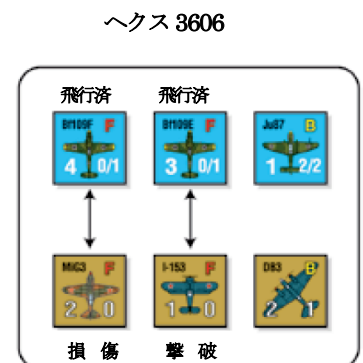 ヘクス 3606
飛行済 飛行済
Bf109F F Bf109E F Ju87 B
4 0/1 3 0/1 1 2/2
MiG3 F I-153 F DB3 B
2 0 1 0 2 1
損 傷 撃 破